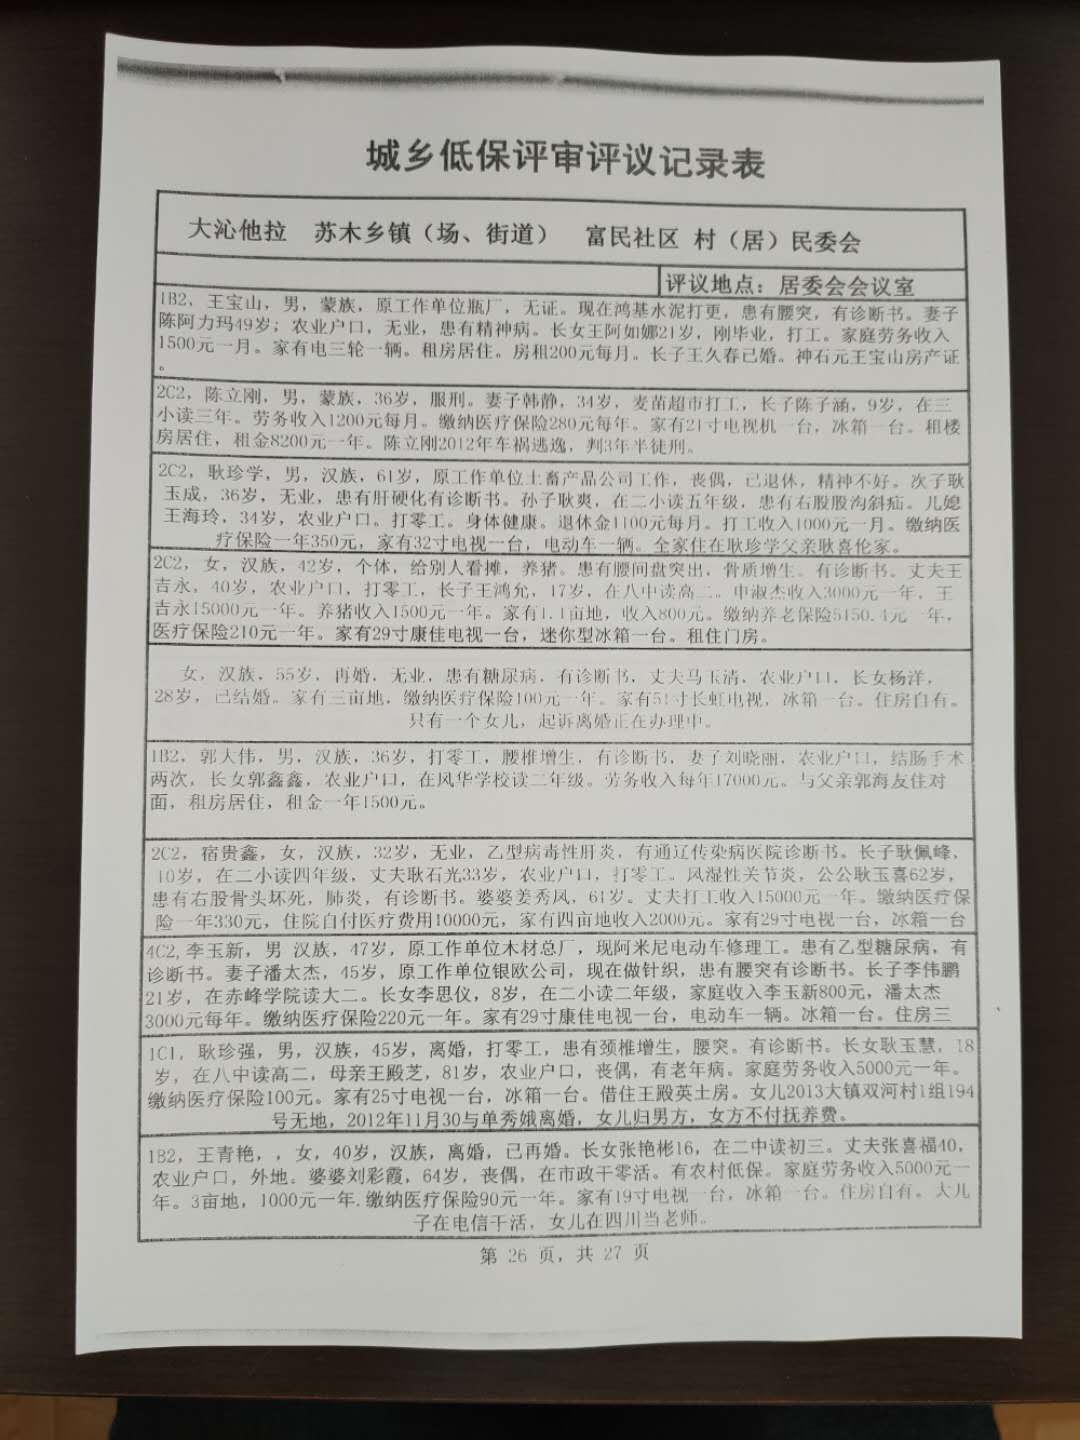 城乡低保评审评议记录表
大沁他拉 苏木乡镇（场、街道） 富民社区 村（居）民委会
评议地点：居委会会议室
1B2，王宝山，男，蒙族，原工作单位瓶厂，无证。现在鸿基水泥打更，患有腰突，有诊断书。妻子
陈阿力玛49岁；农业户口，无业，患有精神病。长女王阿如娜21岁，刚毕业，打工。家庭劳务收入
1500元一月。家有电三轮一辆。租房居住。房租200元每月。长子王久春已婚。神石元王宝山房产证
。
2C2，陈立刚，男，蒙族，36岁，服刑。妻子韩静，34岁，麦苗超市打工，长子陈子涵，9岁，在三
小读三年。劳务收入1200元每月。缴纳医疗保险280元每年。家有21寸电视机一台，冰箱一台。租楼
房居住，租金8200元一年。陈立刚2012年车祸逃逸，判3年半徒刑。
2C2，耿珍学，男，汉族，61岁，原工作单位土畜产品公司工作，丧偶，已退休，精神不好。次子耿
玉成，36岁，无业，患有肝硬化有诊断书。孙子耿爽，在二小读五年级，患有右股股沟斜疝。儿媳
王海玲，34岁，农业户口。打零工。身体健康。退休金1100元每月。打工收入1000元一月。缴纳医
疗保险一年350元，家有32寸电视一台，电动车一辆。全家住在耿珍学父亲耿喜伦家。
2C2，女，汉族，42岁，个体，给别人看摊，养猪。患有腰间盘突出，骨质增生。有诊断书。丈夫王
吉永，40岁，农业户口，打零工，长子王鸿允，17岁，在八中读高二。申淑杰收入3000元一年，王
吉永15000元一年。养猪收入1500元一年。家有1.1亩地，收入800元。缴纳养老保险5150.4元一年，
医疗保险210元一年。家有29寸康佳电视一台，迷你型冰箱一台。租住门房。
女，汉族，55岁，再婚，无业，患有糖尿病，有诊断书，丈夫马玉清，农业户口，长女杨洋，
28岁，已结婚。家有三亩地，缴纳医疗保险100元一年。家有51寸长虹电视，冰箱一台。住房自有。
只有一个女儿，起诉离婚正在办理中。
1B2，郭大伟，男，汉族，36岁，打零工，腰椎增生，有诊断书，妻子刘晓丽，农业户口，结肠手术
两次，长女郭鑫鑫，农业户口，在风华学校读二年级。劳务收入每年17000元。与父亲郭海友住对
面，租房居住，租金一年1500元。
2C2，宿贵鑫，女，汉族，32岁，无业，乙型病毒性肝炎，有通辽传染病医院诊断书。长子耿佩峰，
10岁，在二小读四年级，丈夫耿石光33岁，农业户口，打零工。风湿性关节炎，公公耿玉喜62岁，
患有右股骨头坏死，肺炎，有诊断书。婆婆姜秀凤，61岁。丈夫打工收入15000元一年。缴纳医疗保
险一年330元，住院自付医疗费用10000元，家有四亩地收入2000元。家有29寸电视一台，冰箱一台
4C2,李玉新，男 汉族，47岁，原工作单位木材总厂，现阿米尼电动车修理工。患有乙型糖尿病，有
诊断书。妻子潘太杰，45岁，原工作单位银欧公司，现在做针织，患有腰突有诊断书。长子李伟鹏
21岁，在赤峰学院读大二。长女李思仪，8岁，在二小读二年级，家庭收入李玉新800元，潘太杰
3000元每年。缴纳医疗保险220元一年。家有29寸康佳电视一台，电动车一辆。冰箱一台。住房三
1C1，耿珍强，男，汉族，45岁，离婚，打零工，患有颈椎增生，腰突。有诊断书。长女耿玉慧，18
岁，在八中读高二，母亲王殿芝，81岁，农业户口，丧偶，有老年病。家庭劳务收入5000元一年。
缴纳医疗保险100元。家有25寸电视一台，冰箱一台。借住王殿英土房。女儿2013大镇双河村1组194
号无地，2012年11月30与单秀娥离婚，女儿归男方，女方不付抚养费。
1B2，王青艳，，女，40岁，汉族，离婚，已再婚。长女张艳彬16，在二中读初三。丈夫张喜福40，
农业户口，外地。婆婆刘彩霞，64岁，丧偶，在市政干零活。有农村低保。家庭劳务收入5000元一
年。3亩地，1000元一年.缴纳医疗保险90元一年。家有19寸电视一台，冰箱一台。住房自有。大儿
子在电信干活，女儿在四川当老师。
第 26 页，共 27 页